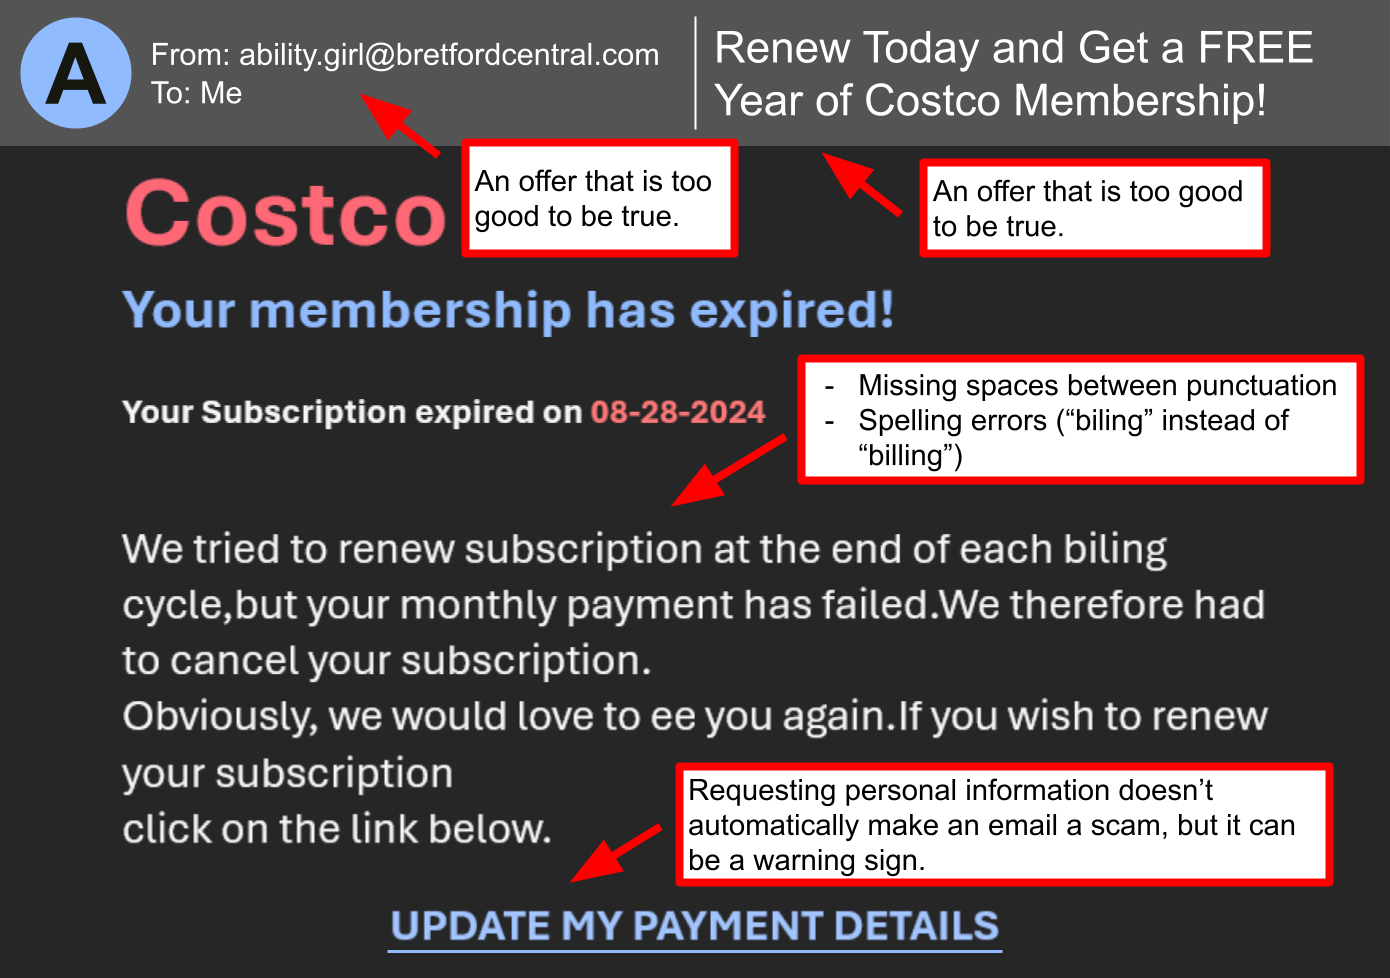 A
From: ability.girl@bretfordcentral.com
To: Me
Renew Today and Get a FREE
Year of Costco Membership!
An offer that is too
good to be true.
An offer that is too good
to be true.
Costco
Your membership has expired!
Your Subscription expired on 08-28-2024
- Missing spaces between punctuation
- Spelling errors (“biling” instead of
“billing”)
We tried to renew subscription at the end of each biling
cycle,but your monthly payment has failed.We therefore had
to cancel your subscription.
Obviously, we would love to ee you again.If you wish to renew
your subscription
click on the link below.
Requesting personal information doesn’t
automatically make an email a scam, but it can
be a warning sign.
UPDATE MY PAYMENT DETAILS